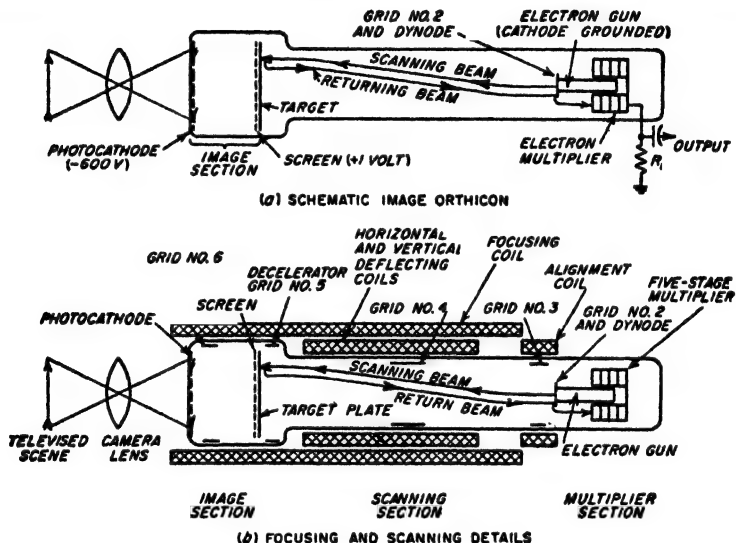 GRID NO.2
AND DYNODE
ELECTRON GUN
(CATHODE GROUNDED)
SCANNING BEAM
RETURNING BEAM
TARGET
PHOTOCATHODE
(-600 V)
IMAGE
SECTION
SCREEN (+1 VOLT)
ELECTRON
MULTIPLIER
OUTPUT
R1
(a) SCHEMATIC IMAGE ORTHICON
GRID NO.6
HORIZONTAL
AND VERTICAL
DEFLECTING
COILS
FOCUSING
COIL
DECELERATOR
GRID NO.5
SCREEN
PHOTOCATHODE
GRID NO.4
GRID NO.3
ALIGNMENT
COIL
FIVE-STAGE
MULTIPLIER
GRID NO.2
AND DYNODE
SCANNING BEAM
RETURN BEAM
TARGET PLATE
ELECTRON GUN
TELEVISED
SCENE
CAMERA
LENS
IMAGE
SECTION
SCANNING
SECTION
MULTIPLIER
SECTION
(b) FOCUSING AND SCANNING DETAILS